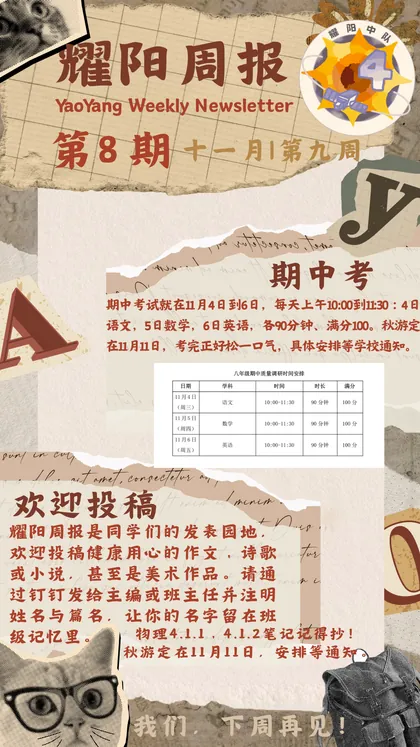 耀阳中队
4
耀阳周报
YaoYang Weekly Newsletter
第8期 十一月|第九周
y
期中考
期中考试就在11月4日到6日，每天上午10:00到11:30：4日
语文，5日数学，6日英语，各90分钟、满分100。秋游定
在11月11日，考完正好松一口气，具体安排等学校通知。
A
八年级期中质量调研时间安排
日期 学科 时间 时长 满分
11月4日（周三） 语文 10:00-11:30 90分钟 100分
11月5日（周四） 数学 10:00-11:30 90分钟 100分
11月6日（周五） 英语 10:00-11:30 90分钟 100分
欢迎投稿
耀阳周报是同学们的发表园地，
欢迎投稿健康用心的作文、诗歌
或小说，甚至是美术作品。请通
过钉钉发给主编或班主任并注明
姓名与篇名，让你的名字留在班
级记忆里。
物理4.1.1、4.1.2笔记记得抄！
秋游定在11月11日，安排等通知。
O
我们，下周再见！